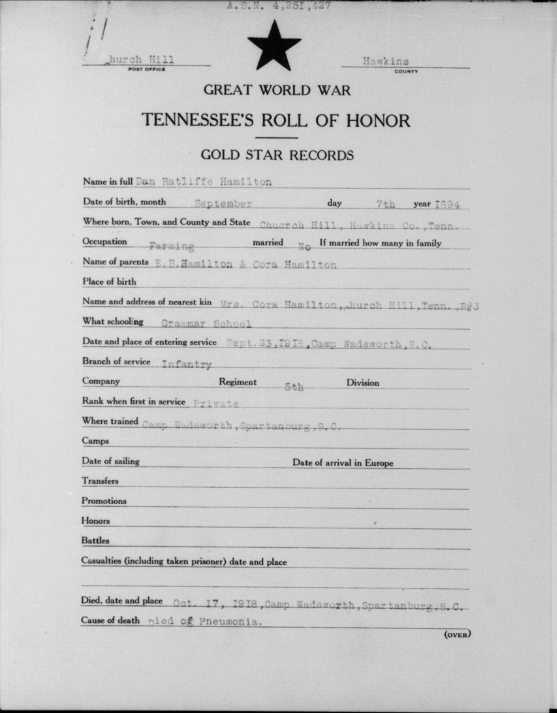 A.S.N. 4,251,427
hurch Hill Hawkins
POST OFFICE COUNTY
GREAT WORLD WAR
TENNESSEE'S ROLL OF HONOR
GOLD STAR RECORDS
Name in full Dan Ratliffe Hamilton
Date of birth, month September day 7th year I894
Where born, Town, and County and State Chucrch Hill, Hawkins Co.,Tenn.
Occupation Farming married No If married how many in family
Name of parents E.B.Hamilton & Cora Hamilton
Place of birth
Name and address of nearest kin Mrs. Cora Hamilton, hurch Hill,Tenn.,R#3
What schooling Grammar School
Date and place of entering service Sept.23,I9I8,Camp Wadsworth,S.C.
Branch of service Infantry
Company Regiment 5th Division
Rank when first in service Private
Where trained Camp Wadsworth,Spartanburg,S.C.
Camps
Date of sailing Date of arrival in Europe
Transfers
Promotions
Honors
Battles
Casualties (including taken prisoner) date and place
Died, date and place Oct. I7, I9I8,Camp Wadsworth,Spartanburg,S.C.
Cause of death Died of Pneumonia.
(OVER)